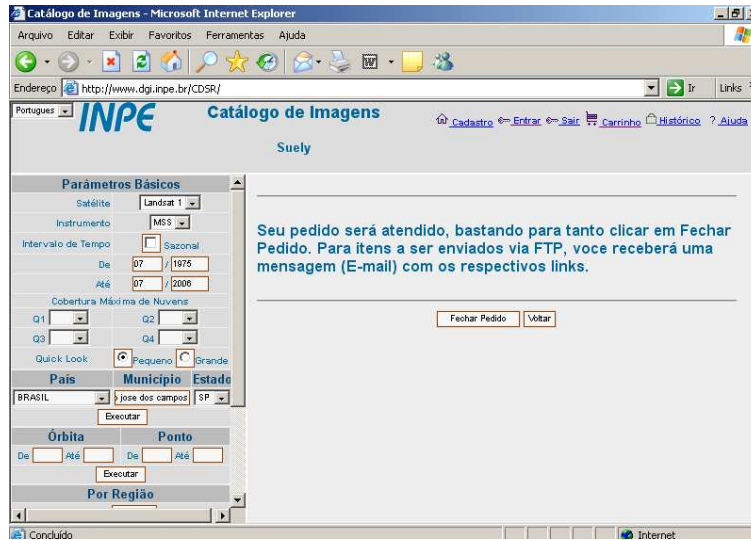 Catálogo de Imagens - Microsoft Internet Explorer
Arquivo Editar Exibir Favoritos Ferramentas Ajuda
Endereço http://www.dgi.inpe.br/CDSR/ Ir Links
Portugues INPE Catálogo de Imagens Cadastro Entrar Sair Carrinho Histórico ? Ajuda
Suely
Parâmetros Básicos
Satélite Landsat 1
Instrumento MSS
Intervalo de Tempo Sazonal
De 07 / 1975
Até 07 / 2006
Cobertura Máxima de Nuvens
Q1 Q2
Q3 Q4
Quick Look Pequeno Grande
País Município Estado
BRASIL jose dos campos SP
Executar
Órbita Ponto
De Até De Até
Executar
Por Região
Seu pedido será atendido, bastando para tanto clicar em Fechar
Pedido. Para itens a ser enviados via FTP, voce receberá uma
mensagem (E-mail) com os respectivos links.
Fechar Pedido Voltar
Concluído Internet